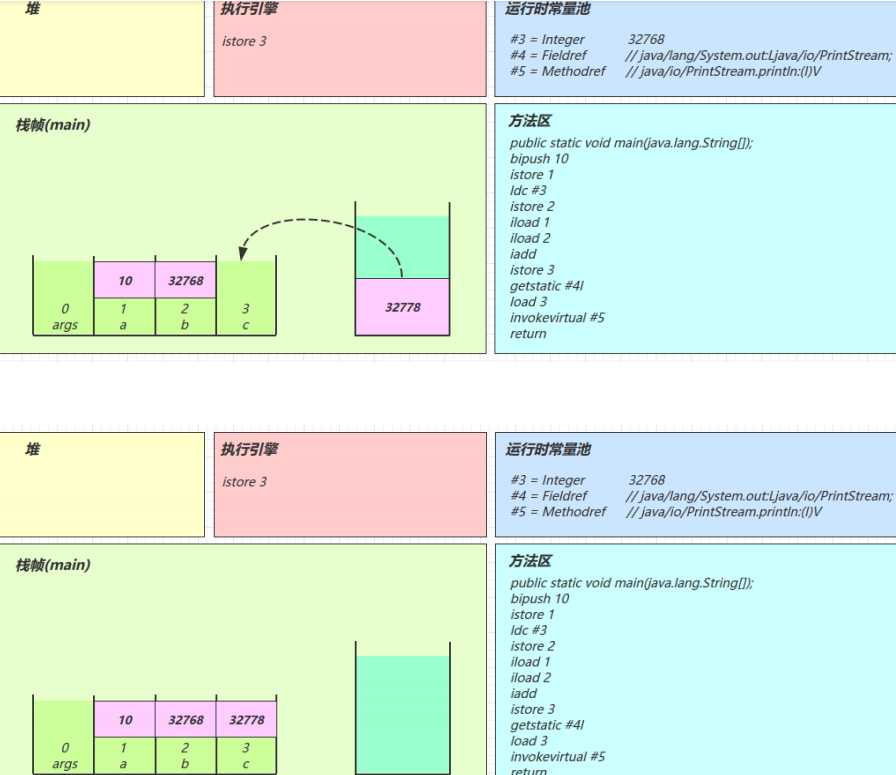 堆
执行引擎
istore 3
运行时常量池
#3 = Integer 32768
#4 = Fieldref // java/lang/System.out:Ljava/io/PrintStream;
#5 = Methodref // java/io/PrintStream.println:(I)V
栈帧(main)
10 32768
32778
0 1 2 3
args a b c
方法区
public static void main(java.lang.String[]);
bipush 10
istore 1
ldc #3
istore 2
iload 1
iload 2
iadd
istore 3
getstatic #4l
load 3
invokevirtual #5
return
堆
执行引擎
istore 3
运行时常量池
#3 = Integer 32768
#4 = Fieldref // java/lang/System.out:Ljava/io/PrintStream;
#5 = Methodref // java/io/PrintStream.println:(I)V
栈帧(main)
10 32768 32778
0 1 2 3
args a b c
方法区
public static void main(java.lang.String[]);
bipush 10
istore 1
ldc #3
istore 2
iload 1
iload 2
iadd
istore 3
getstatic #4l
load 3
invokevirtual #5
return